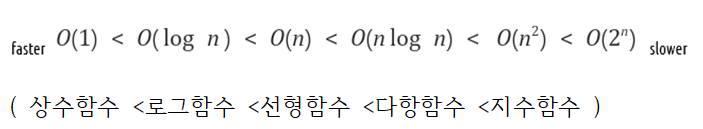 faster O(1) < O( log n ) < O(n) < O(n log n) < O(n²) < O(2ⁿ) slower
( 상수함수 <로그함수 <선형함수 <다항함수 <지수함수 )